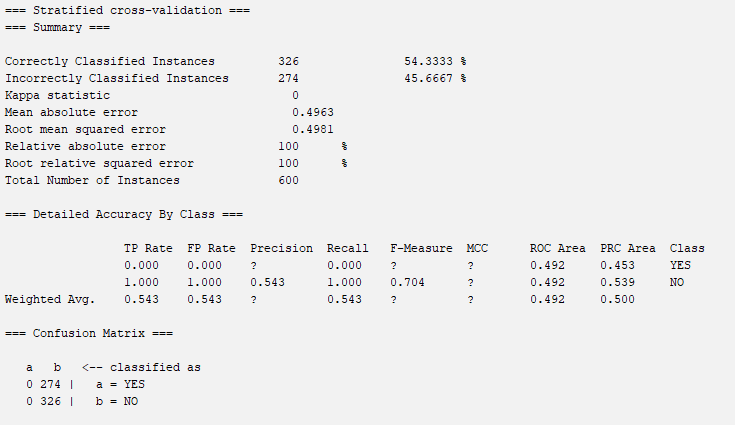 === Stratified cross-validation ===
=== Summary ===
Correctly Classified Instances 326 54.3333 %
Incorrectly Classified Instances 274 45.6667 %
Kappa statistic 0
Mean absolute error 0.4963
Root mean squared error 0.4981
Relative absolute error 100 %
Root relative squared error 100 %
Total Number of Instances 600
=== Detailed Accuracy By Class ===
TP Rate FP Rate Precision Recall F-Measure MCC ROC Area PRC Area Class
0.000 0.000 ? 0.000 ? ? 0.492 0.453 YES
1.000 1.000 0.543 1.000 0.704 ? 0.492 0.539 NO
Weighted Avg. 0.543 0.543 ? 0.543 ? ? 0.492 0.500
=== Confusion Matrix ===
a b <-- classified as
0 274 | a = YES
0 326 | b = NO